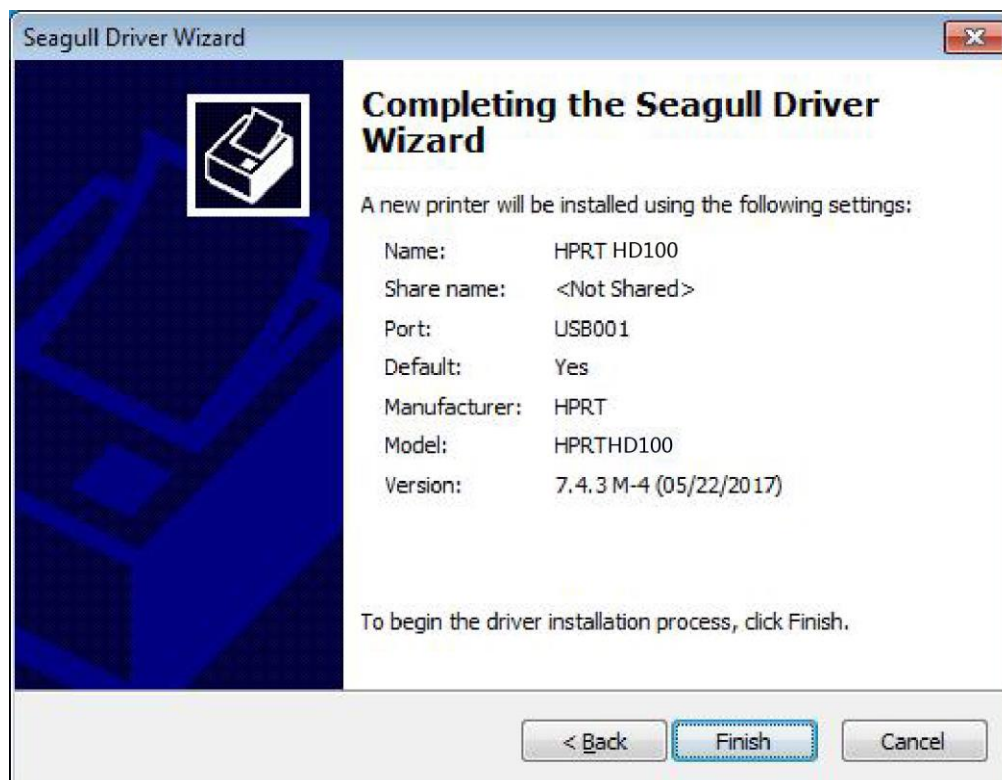 Seagull Driver Wizard
Completing the Seagull Driver
Wizard
A new printer will be installed using the following settings:
Name: HPRT HD100
Share name: <Not Shared>
Port: USB001
Default: Yes
Manufacturer: HPRT
Model: HPRTHD100
Version: 7.4.3 M-4 (05/22/2017)
To begin the driver installation process, click Finish.
< Back Finish Cancel